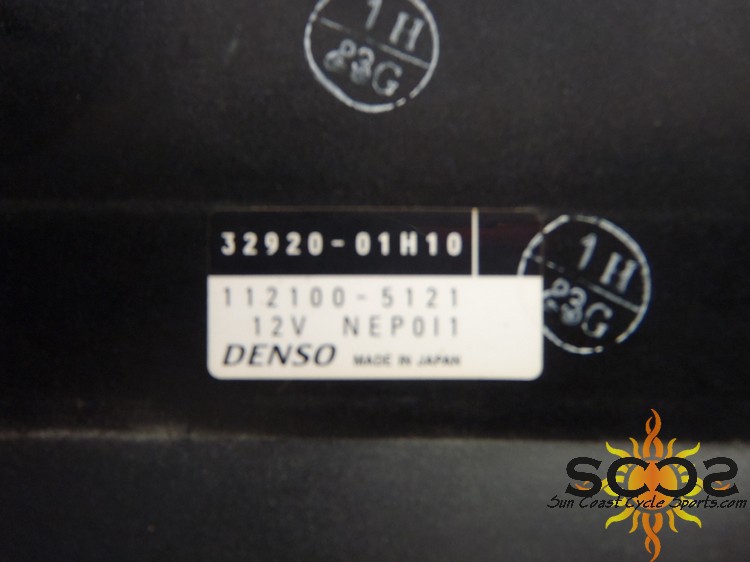 1H
83G
32920-01H10
1H
83G
112100-5121
12V NEP0I1
DENSO MADE IN JAPAN
SCCS
Sun Coast Cycle Sports.com